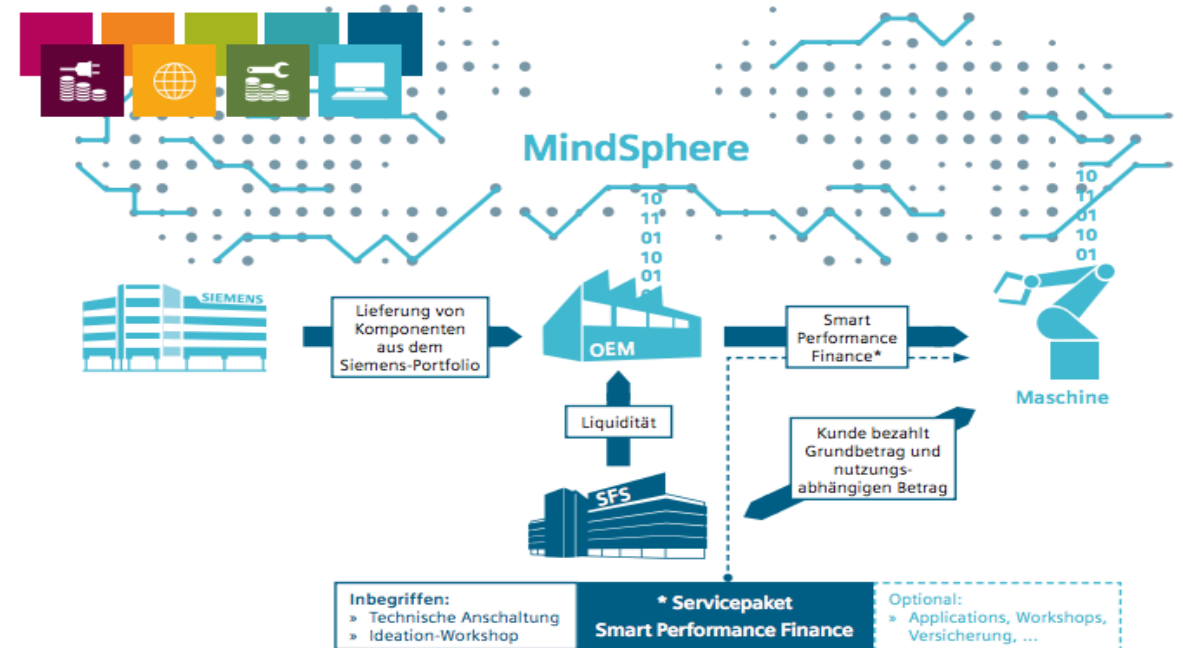 MindSphere
10
11
01
10
01
10
11
01
10
01
SIEMENS
Lieferung von
Komponenten
aus dem
Siemens-Portfolio
OEM
Smart
Performance
Finance*
Maschine
Liquidität
Kunde bezahlt
Grundbetrag und
nutzungs-
abhängigen Betrag
SFS
Inbegriffen:
» Technische Anschaltung
» Ideation-Workshop
* Servicepaket
Smart Performance Finance
Optional:
» Applications, Workshops,
Versicherung, ...